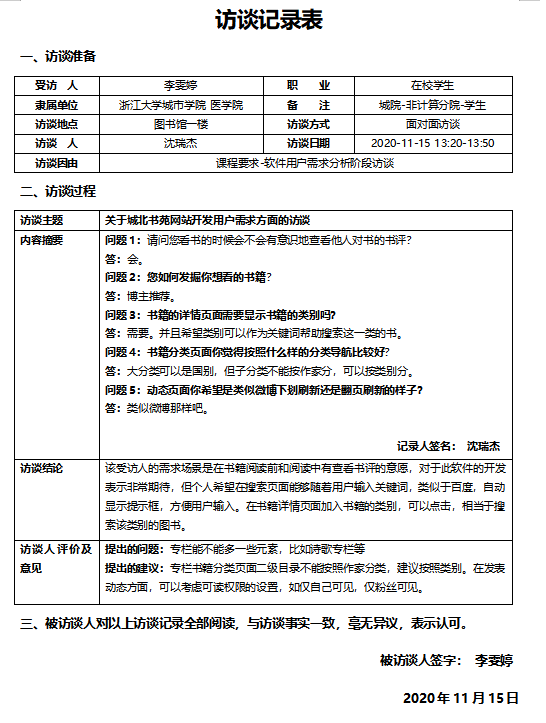 访谈记录表
一、访谈准备
受访 人 李雯婷 职 业 在校学生
隶属单位 浙江大学城市学院 医学院 备 注 城院-非计算分院-学生
访谈地点 图书馆一楼 访谈方式 面对面访谈
访谈 人 沈瑞杰 访谈日期 2020-11-15 13:20-13:50
访谈因由 课程要求-软件用户需求分析阶段访谈
二、访谈过程
访谈主题 关于城北书苑网站开发用户需求方面的访谈
内容摘要 问题 1：请问您看书的时候会不会有意识地查看他人对书的书评？
答：会。
问题 2：您如何发掘你想看的书籍？
答：博主推荐。
问题 3：书籍的详情页面需要显示书籍的类别吗？
答：需要。并且希望类别可以作为关键词帮助搜索这一类的书。
问题 4：书籍分类页面你觉得按照什么样的分类导航比较好？
答：大分类可以是国别，但子分类不能按作家分，可以按类别分。
问题 5：动态页面你希望是类似微博下划刷新还是翻页刷新的样子？
答：类似微博那样吧。
记录人签名： 沈瑞杰
访谈结论 该受访人的需求场景是在书籍阅读前和阅读中有查看书评的意愿，对于此软件的开发
表示非常期待，但个人希望在搜索页面能够随着用户输入关键词，类似于百度，自动
显示提示框，方便用户输入。在书籍详情页面加入书籍的类别，可以点击，相当于搜
索该类别的图书。
访谈人评价及 提出的问题：专栏能不能多一些元素，比如诗歌专栏等
意见 提出的建议：专栏书籍分类页面二级目录不能按照作家分类，建议按照类别。在发表
动态方面，可以考虑可读权限的设置，如仅自己可见，仅粉丝可见。
三、被访谈人对以上访谈记录全部阅读，与访谈事实一致，毫无异议，表示认可。
被访谈人签字： 李雯婷
2020 年 11 月 15 日